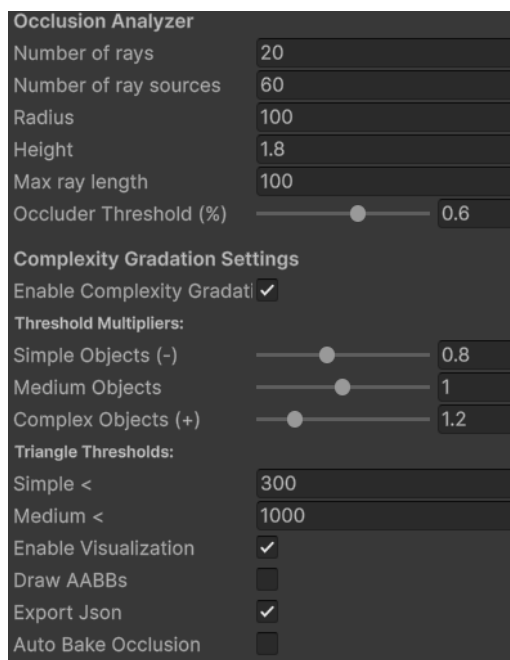 Occlusion Analyzer
Number of rays 20
Number of ray sources 60
Radius 100
Height 1.8
Max ray length 100
Occluder Threshold (%) 0.6
Complexity Gradation Settings
Enable Complexity Gradati
Threshold Multipliers:
Simple Objects (-) 0.8
Medium Objects 1
Complex Objects (+) 1.2
Triangle Thresholds:
Simple < 300
Medium < 1000
Enable Visualization
Draw AABBs
Export Json
Auto Bake Occlusion